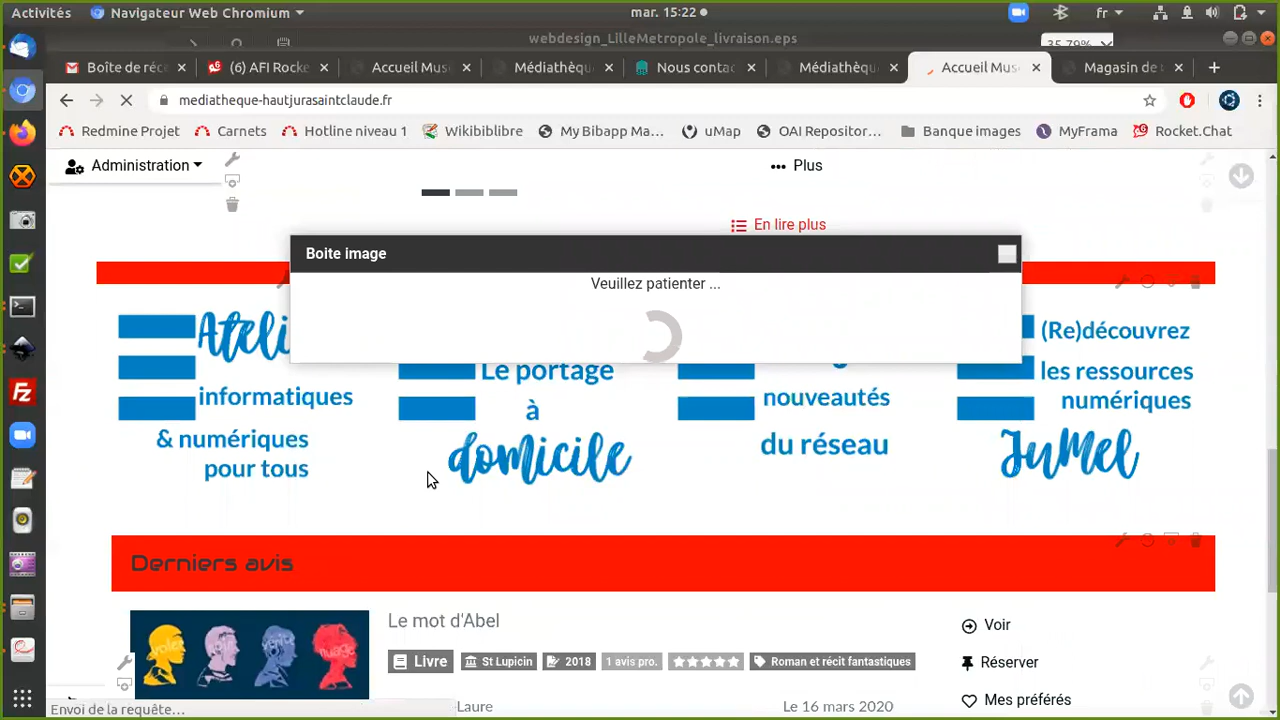 Activités Navigateur Web Chromium mar. 15:22 fr
webdesign_LilleMetropole_livraison.eps 35,79%
Boîte de réc (6) AFI Rocke Accueil Mus Médiathèqu Nous conta Médiathèqu Accueil Mus Magasin de
mediatheque-hautjurasaintclaude.fr
Redmine Projet Carnets Hotline niveau 1 Wikibiblibre My Bibapp Ma... uMap OAI Repositor... Banque images MyFrama Rocket.Chat
Administration ••• Plus
En lire plus
Boite image
Veuillez patienter ...
Ateli
informatiques
& numériques
pour tous
Le portage
à
domicile
nouveautés
du réseau
(Re)découvrez
les ressources
numériques
JuMel
Derniers avis
Le mot d'Abel
Livre St Lupicin 2018 1 avis pro. Roman et récit fantastiques
Voir
Réserver
Mes préférés
Laure Le 16 mars 2020
Envoi de la requête…